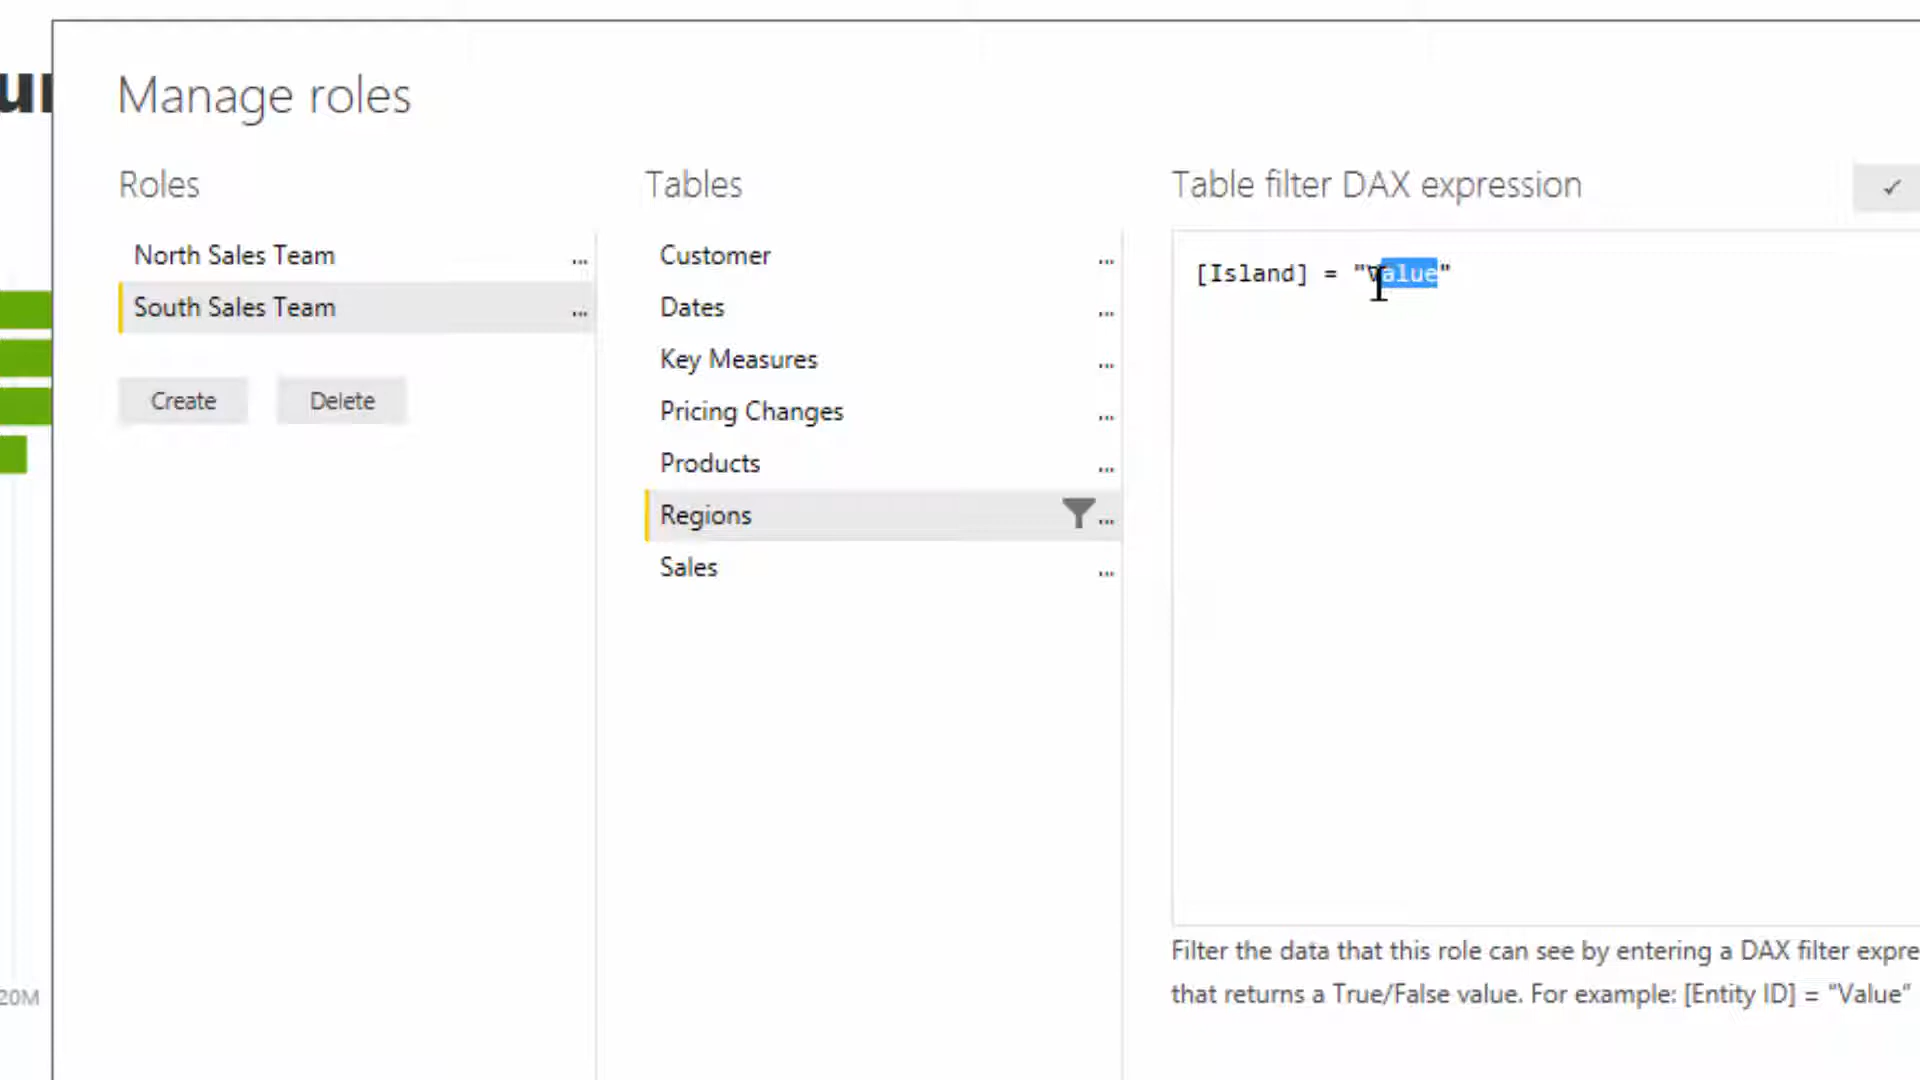 Manage roles
Roles
Tables
Table filter DAX expression
North Sales Team
...
South Sales Team
...
Create
Delete
Customer
...
Dates
...
Key Measures
...
Pricing Changes
...
Products
...
Regions
...
Sales
...
[Island] = "Value"
Filter the data that this role can see by entering a DAX filter expre
that returns a True/False value. For example: [Entity ID] = "Value"
20M